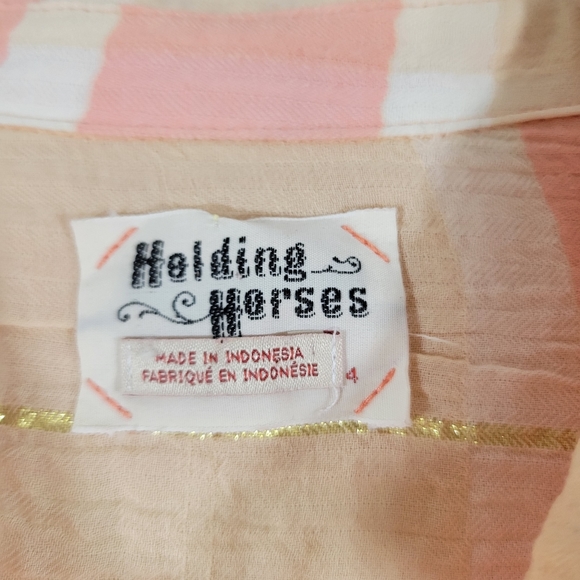 Holding
Horses
MADE IN INDONESIA
FABRIQUÉ EN INDONÉSIE
4